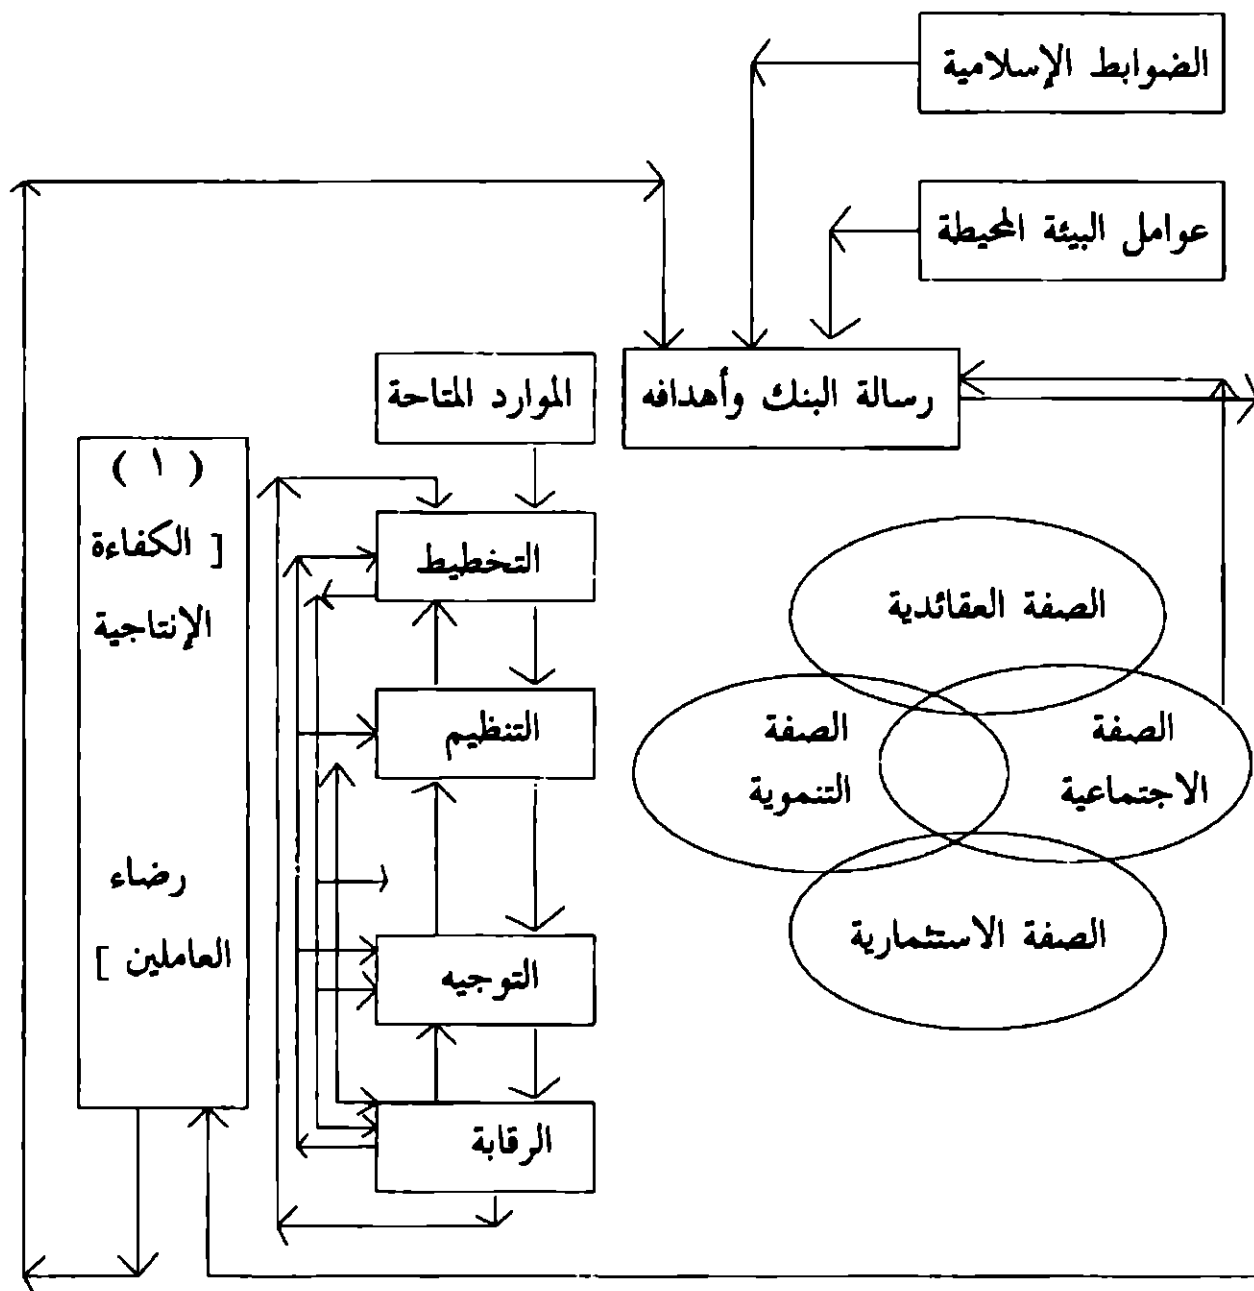 الضوابط الإسلامية
عوامل البيئة المحيطة
رسالة البنك وأهدافه
الموارد المتاحة
( ١ )
[ الكفاءة
الإنتاجية
رضاء
العاملين ]
التخطيط
التنظيم
التوجيه
الرقابة
الصفة العقائدية
الصفة
الاجتماعية
الصفة
التنموية
الصفة الاستثمارية